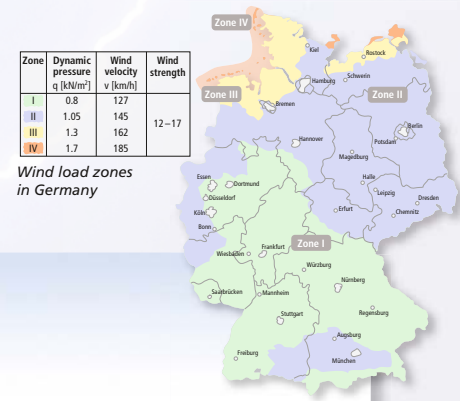 Zone IV
Kiel
Rostock
Zone Dynamic pressure q [kN/m²] Wind velocity v [km/h] Wind strength
I 0.8 127
II 1.05 145
III 1.3 162
IV 1.7 185
12–17
Wind load zones
in Germany
Hamburg
Schwerin
Zone III
Zone II
Bremen
Berlin
Potsdam
Hannover
Magedburg
Essen
Dortmund
Halle
Leipzig
Düsseldorf
Dresden
Köln
Erfurt
Chemnitz
Bonn
Zone I
Wiesbaden
Frankfurt
Würzburg
Nürnberg
Saarbrücken
Mannheim
Regensburg
Stuttgart
Augsburg
Freiburg
München